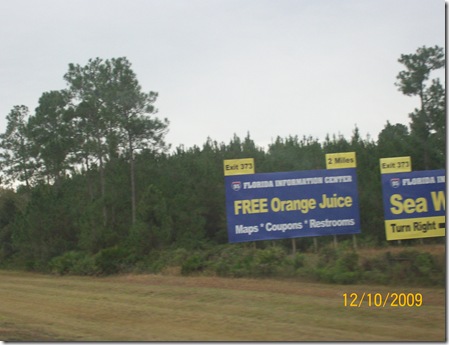 Exit 373
2 Miles
FLORIDA INFORMATION CENTER
FREE Orange Juice
Maps * Coupons * Restrooms
Exit 373
FLORIDA IN
Sea W
Turn Right
12/10/2009